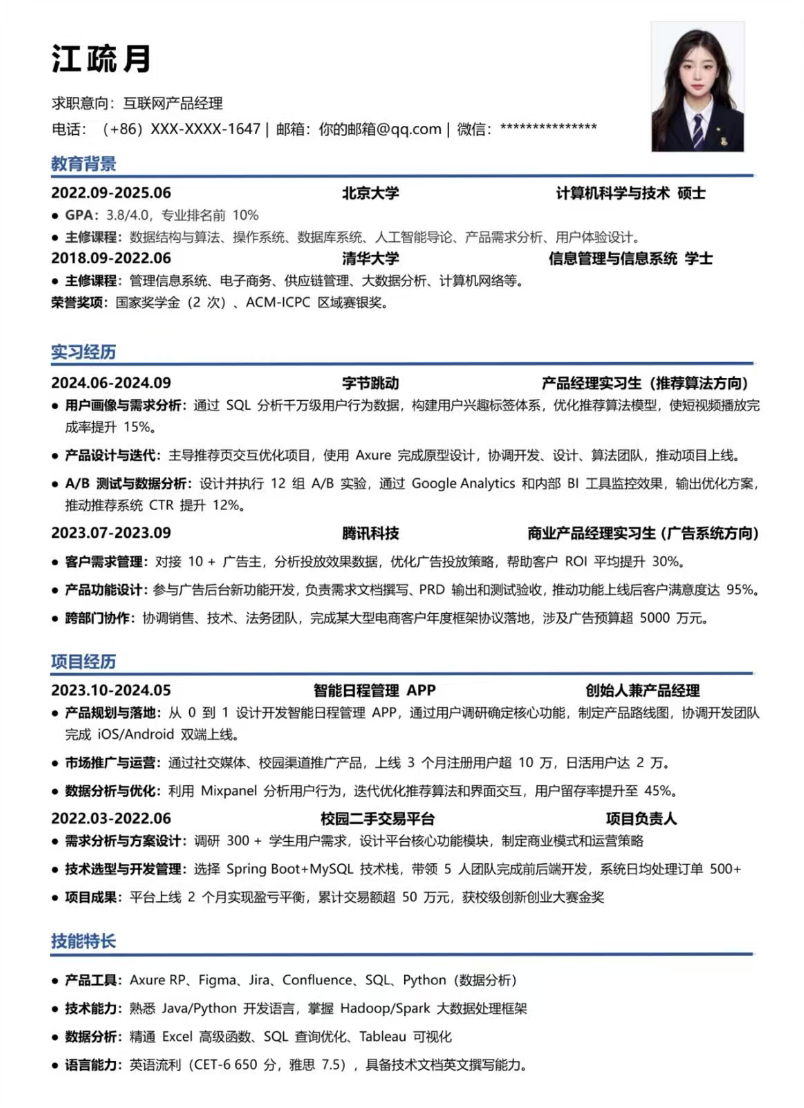 江疏月
求职意向：互联网产品经理
电话：（+86）XXX-XXXX-1647 | 邮箱：你的邮箱@qq.com | 微信：***************
教育背景
2022.09-2025.06 北京大学 计算机科学与技术 硕士
● GPA：3.8/4.0，专业排名前 10%
● 主修课程：数据结构与算法、操作系统、数据库系统、人工智能导论、产品需求分析、用户体验设计。
2018.09-2022.06 清华大学 信息管理与信息系统 学士
● 主修课程：管理信息系统、电子商务、供应链管理、大数据分析、计算机网络等。
荣誉奖项：国家奖学金（2 次）、ACM-ICPC 区域赛银奖。
实习经历
2024.06-2024.09 字节跳动 产品经理实习生（推荐算法方向）
● 用户画像与需求分析：通过 SQL 分析千万级用户行为数据，构建用户兴趣标签体系，优化推荐算法模型，使短视频播放完
成率提升 15%。
● 产品设计与迭代：主导推荐页交互优化项目，使用 Axure 完成原型设计，协调开发、设计、算法团队，推动项目上线。
● A/B 测试与数据分析：设计并执行 12 组 A/B 实验，通过 Google Analytics 和内部 BI 工具监控效果，输出优化方案，
推动推荐系统 CTR 提升 12%。
2023.07-2023.09 腾讯科技 商业产品经理实习生（广告系统方向）
● 客户需求管理：对接 10 + 广告主，分析投放效果数据，优化广告投放策略，帮助客户 ROI 平均提升 30%。
● 产品功能设计：参与广告后台新功能开发，负责需求文档撰写、PRD 输出和测试验收，推动功能上线后客户满意度达 95%。
● 跨部门协作：协调销售、技术、法务团队，完成某大型电商客户年度框架协议落地，涉及广告预算超 5000 万元。
项目经历
2023.10-2024.05 智能日程管理 APP 创始人兼产品经理
● 产品规划与落地：从 0 到 1 设计开发智能日程管理 APP，通过用户调研确定核心功能，制定产品路线图，协调开发团队
完成 iOS/Android 双端上线。
● 市场推广与运营：通过社交媒体、校园渠道推广产品，上线 3 个月注册用户超 10 万，日活用户达 2 万。
● 数据分析与优化：利用 Mixpanel 分析用户行为，迭代优化推荐算法和界面交互，用户留存率提升至 45%。
2022.03-2022.06 校园二手交易平台 项目负责人
● 需求分析与方案设计：调研 300 + 学生用户需求，设计平台核心功能模块，制定商业模式和运营策略
● 技术选型与开发管理：选择 Spring Boot+MySQL 技术栈，带领 5 人团队完成前后端开发，系统日均处理订单 500+
● 项目成果：平台上线 2 个月实现盈亏平衡，累计交易额超 50 万元，获校级创新创业大赛金奖
技能特长
● 产品工具：Axure RP、Figma、Jira、Confluence、SQL、Python（数据分析）
● 技术能力：熟悉 Java/Python 开发语言，掌握 Hadoop/Spark 大数据处理框架
● 数据分析：精通 Excel 高级函数、SQL 查询优化、Tableau 可视化
● 语言能力：英语流利（CET-6 650 分，雅思 7.5），具备技术文档英文撰写能力。